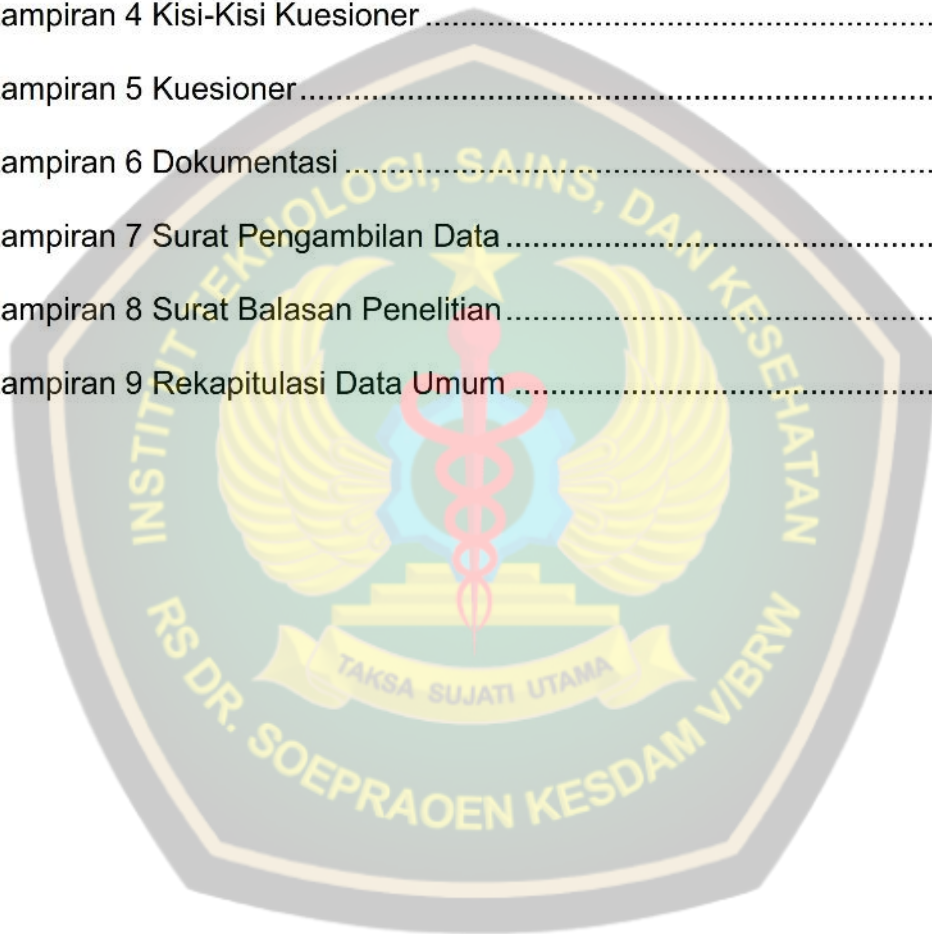 ampiran 4 Kisi-Kisi Kuesioner ..........................................................
ampiran 5 Kuesioner..........................................................................
ampiran 6 Dokumentasi ....................................................................
ampiran 7 Surat Pengambilan Data ...................................................
ampiran 8 Surat Balasan Penelitian...................................................
ampiran 9 Rekapitulasi Data Umum ..................................................
INSTITUT TEKNOLOGI, SAINS, DAN KESEHATAN
TAKSA SUJATI UTAMA
RS DR. SOEPRAOEN KESDAM V/BRW